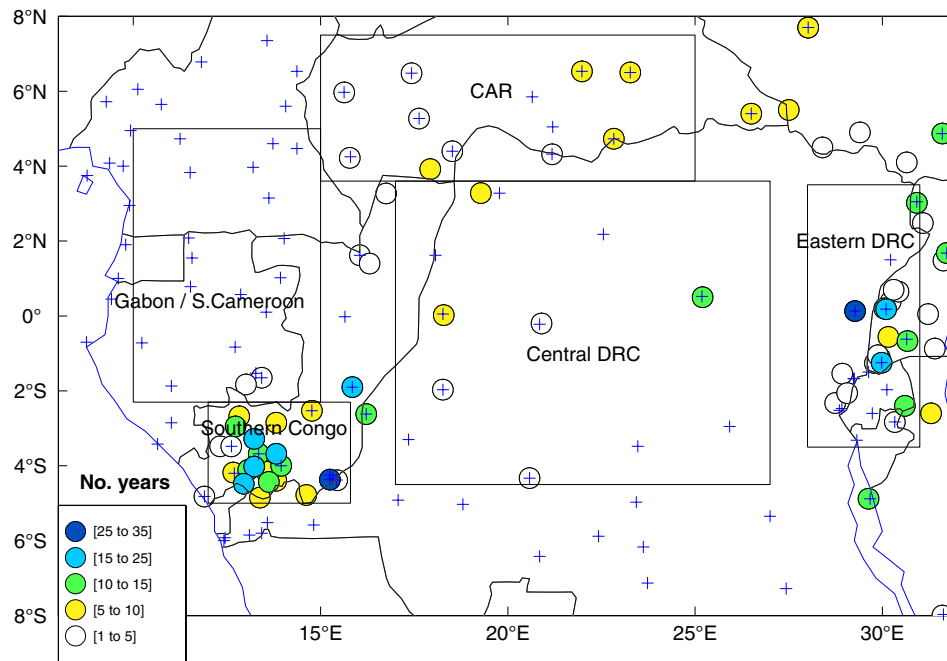 8°N
6°N
CAR
4°N
2°N
Eastern DRC
Gabon / S.Cameroon
0°
Central DRC
2°S
Southern Congo
4°S
No. years
[25 to 35]
6°S
[15 to 25]
[10 to 15]
[5 to 10]
[1 to 5]
8°S
15°E
20°E
25°E
30°E